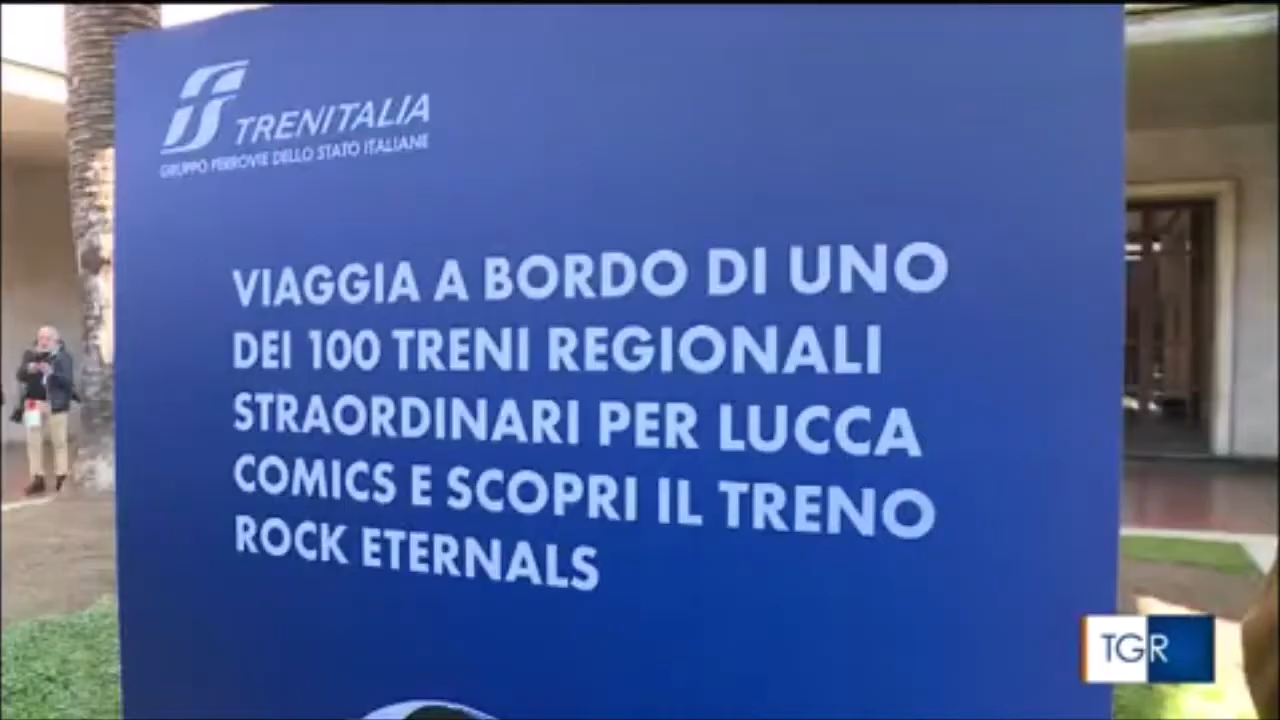 TRENITALIA
GRUPPO FERROVIE DELLO STATO ITALIANE
VIAGGIA A BORDO DI UNO
DEI 100 TRENI REGIONALI
STRAORDINARI PER LUCCA
COMICS E SCOPRI IL TRENO
ROCK ETERNALS
TGR